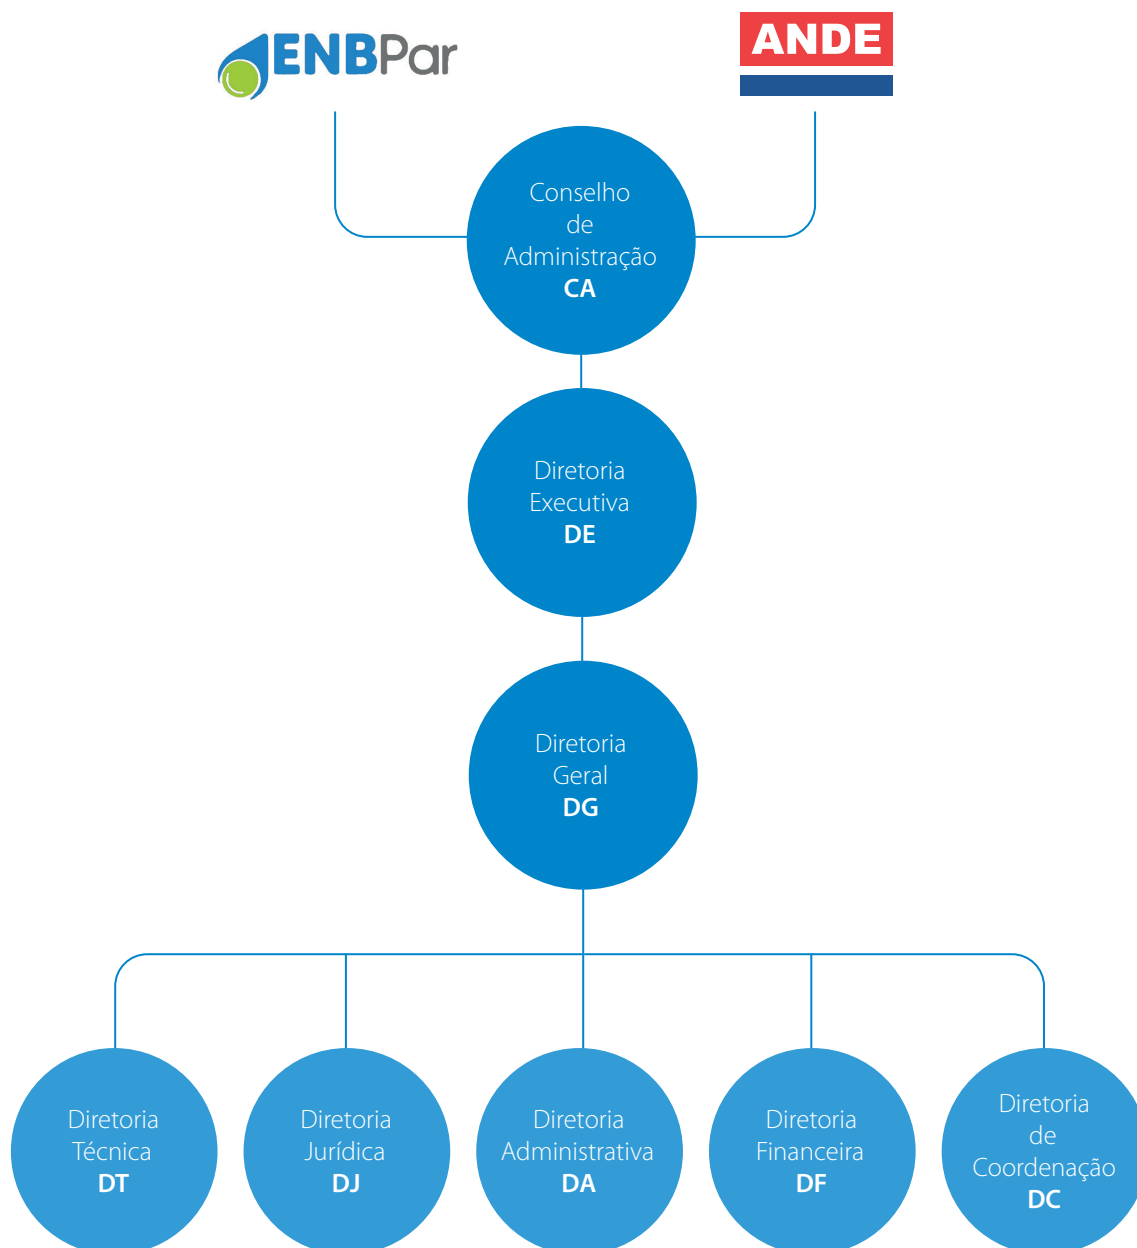 ENBPar
ANDE
Conselho
de
Administração
CA
Diretoria
Executiva
DE
Diretoria
Geral
DG
Diretoria
Técnica
DT
Diretoria
Jurídica
DJ
Diretoria
Administrativa
DA
Diretoria
Financeira
DF
Diretoria
de
Coordenação
DC